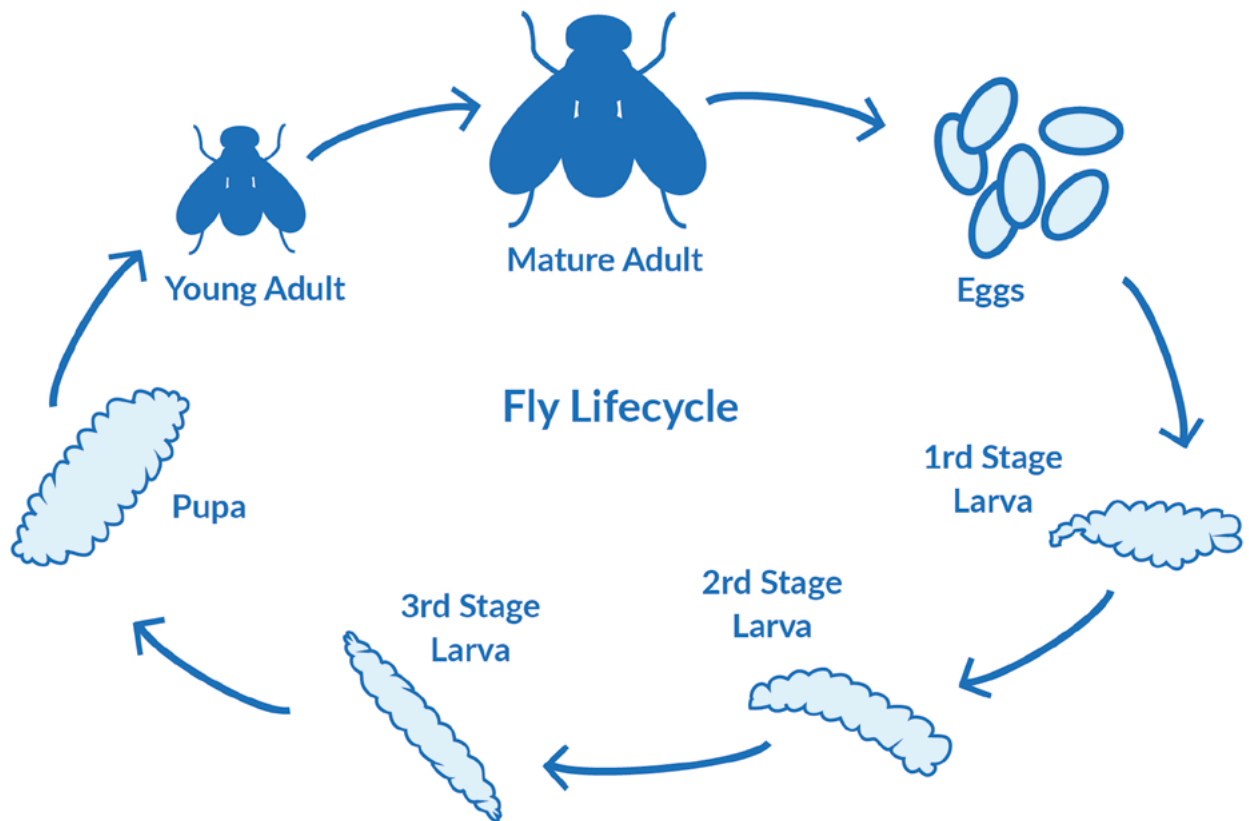 Mature Adult
Young Adult
Eggs
Fly Lifecycle
1rd Stage
Larva
Pupa
2rd Stage
Larva
3rd Stage
Larva